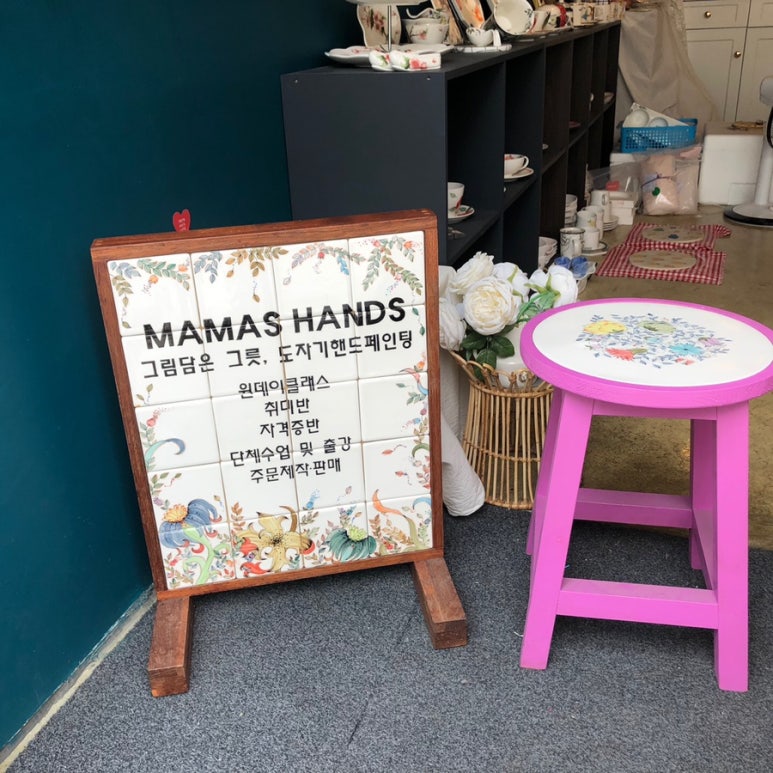 MAMAS HANDS
그림담은 그릇, 도자기핸드페인팅
원데이클래스
취미반
자격증반
단체수업 및 출강
주문제작·판매